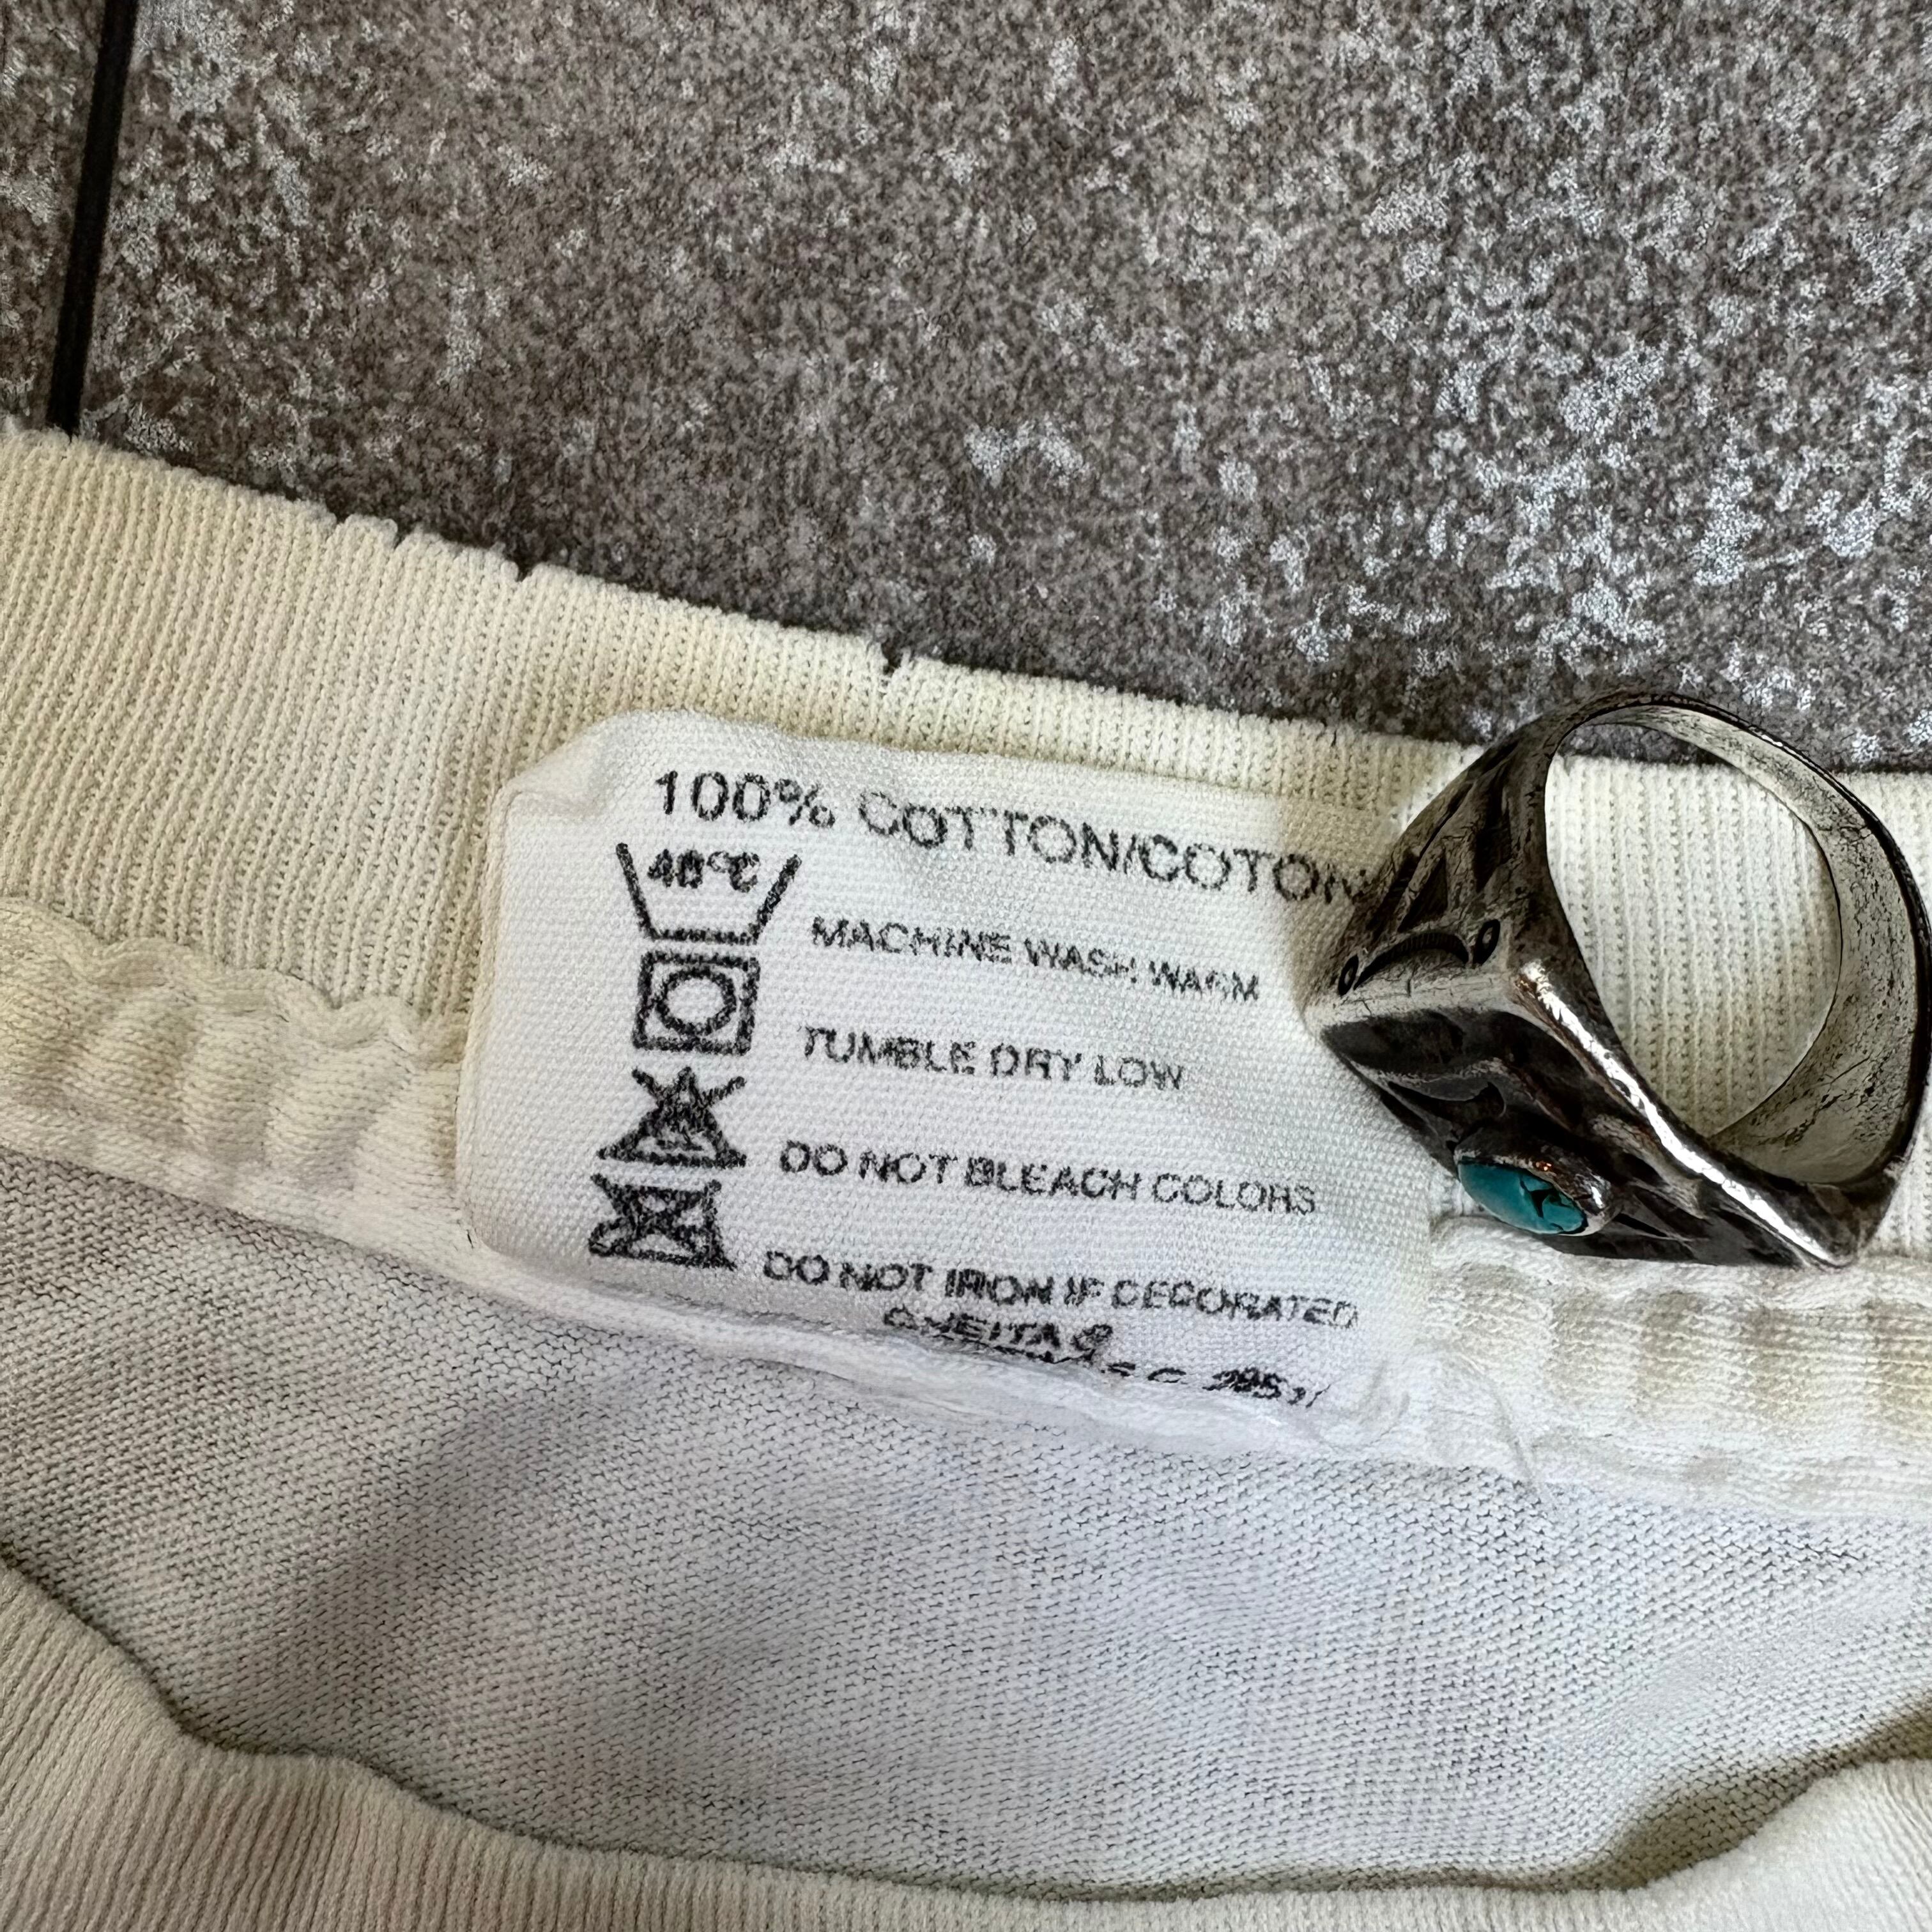 100% COTTON/COTON
40°C
MACHINE WASH WARM
TUMBLE DRY LOW
DO NOT BLEACH COLORS
DO NOT IRON IF DECORATED